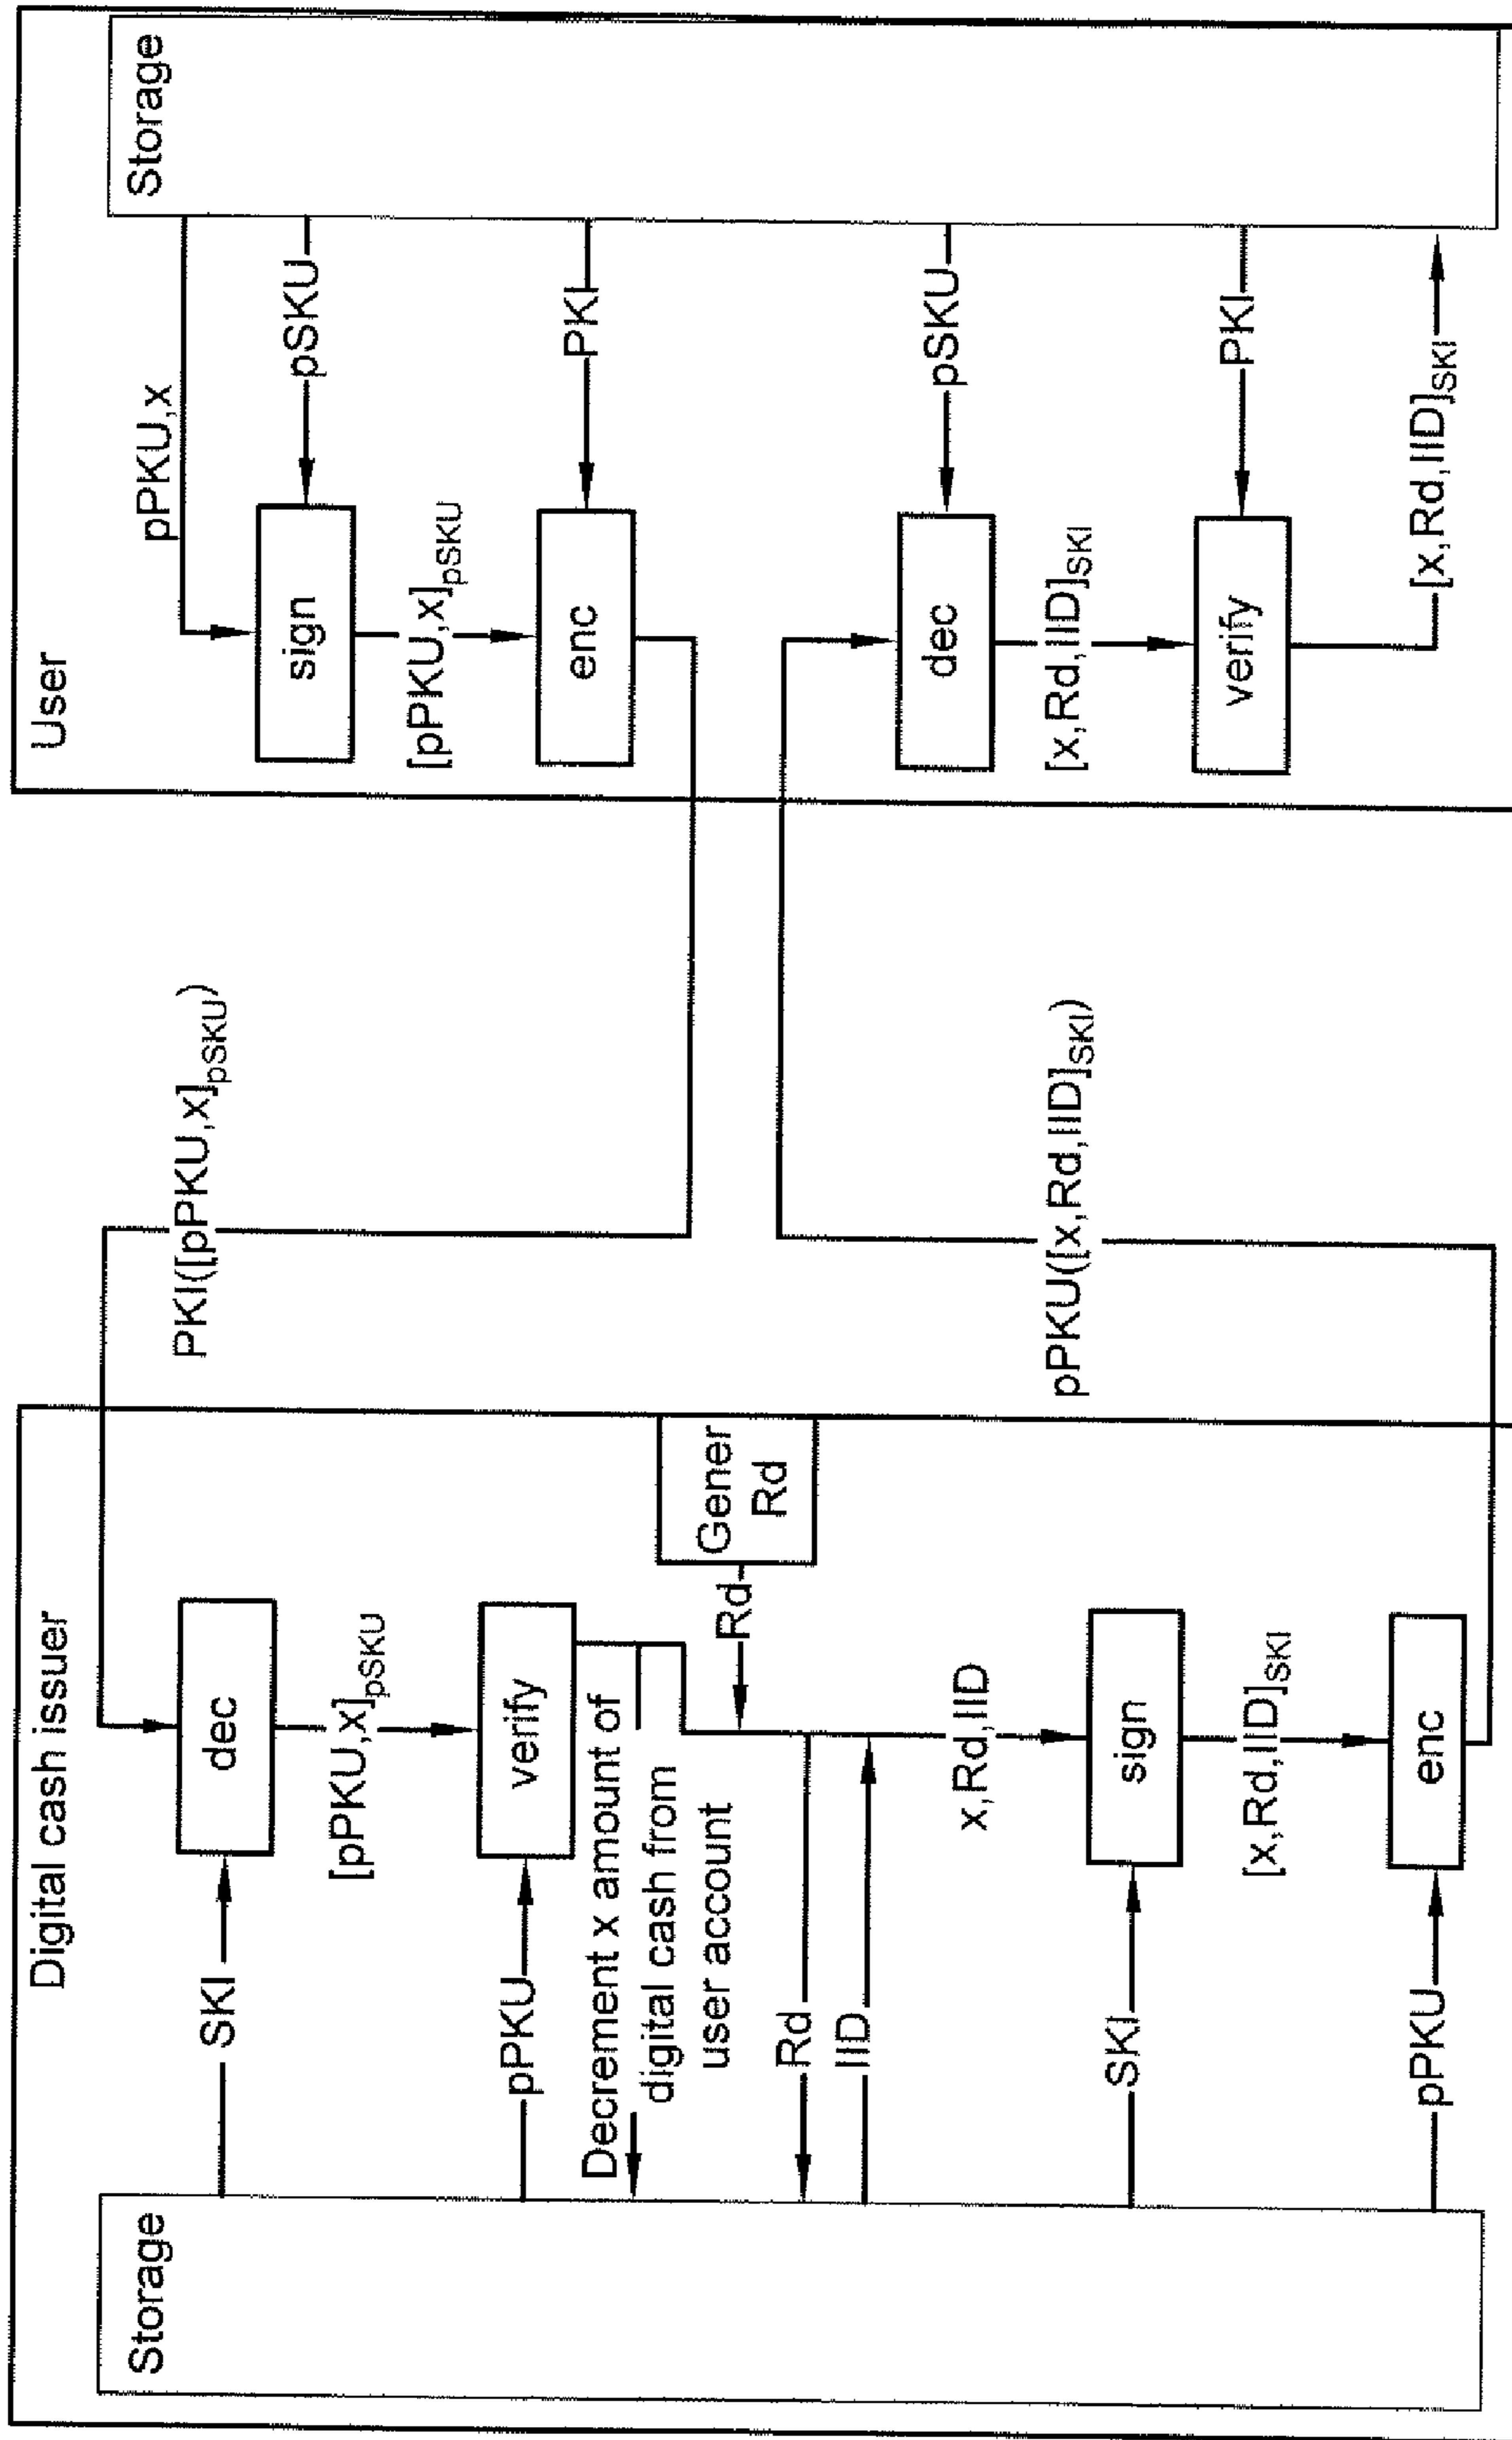 Digital cash issuer
Storage
SKI
dec
[pPKU,x]pSKU
pPKU
verify
Decrement x amount of
digital cash from
user account
Rd
Gener
Rd
Rd
IID
x,Rd,IID
SKI
sign
[x,Rd,IID]SKI
pPKU
enc
PKI([pPKU,x]pSKU)
pPKU([x,Rd,IID]SKI)
User
Storage
pPKU,x
sign
pSKU
[pPKU,x]pSKU
enc
PKI
dec
pSKU
[x,Rd,IID]SKI
verify
PKI
[x,Rd,IID]SKI